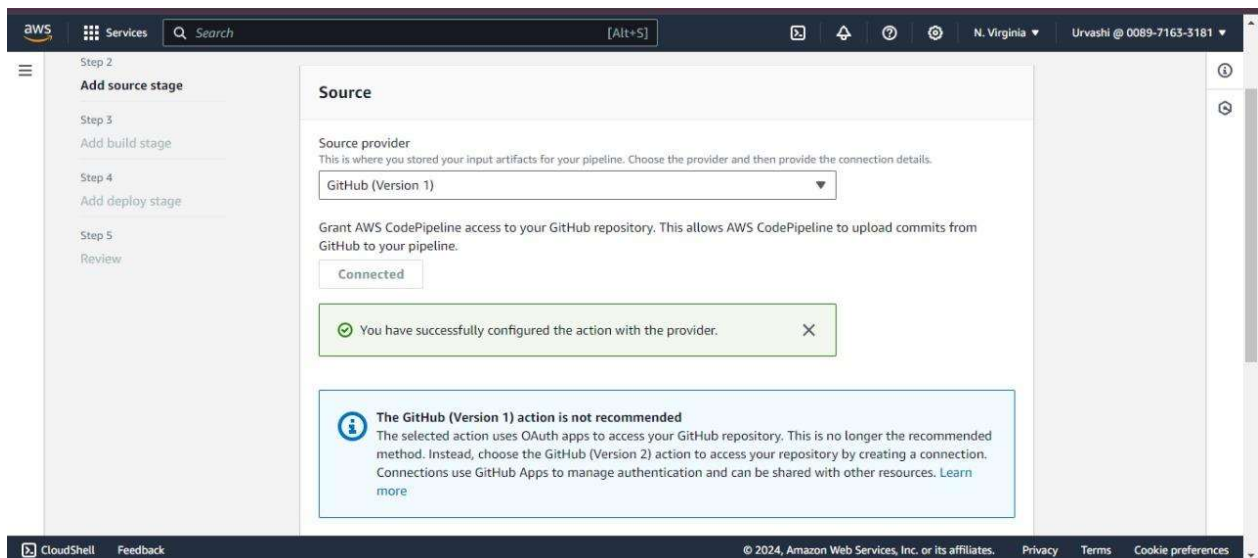 aws Services Search [Alt+S] N. Virginia Urvashi @ 0089-7163-3181
Step 2
Add source stage
Step 3
Add build stage
Step 4
Add deploy stage
Step 5
Review
Source
Source provider
This is where you stored your input artifacts for your pipeline. Choose the provider and then provide the connection details.
GitHub (Version 1)
Grant AWS CodePipeline access to your GitHub repository. This allows AWS CodePipeline to upload commits from
GitHub to your pipeline.
Connected
You have successfully configured the action with the provider.
The GitHub (Version 1) action is not recommended
The selected action uses OAuth apps to access your GitHub repository. This is no longer the recommended
method. Instead, choose the GitHub (Version 2) action to access your repository by creating a connection.
Connections use GitHub Apps to manage authentication and can be shared with other resources. Learn
more
CloudShell Feedback © 2024, Amazon Web Services, Inc. or its affiliates. Privacy Terms Cookie preferences